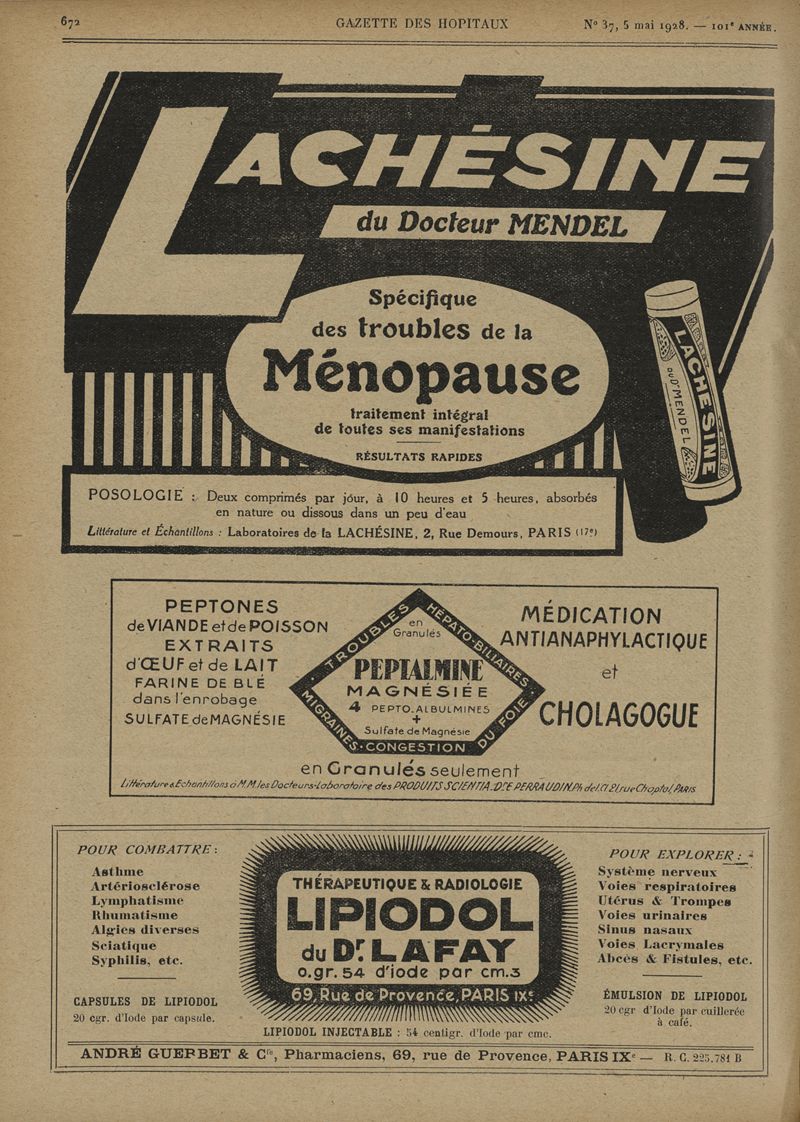 672
GAZETTE DES HOPITAUX
N° 37, 5 mai 1928. — 101e ANNÉE.
LACHÉSINE
du Docteur MENDEL
Spécifique
des troubles de la
Ménopause
traitement intégral
de toutes ses manifestations
RÉSULTATS RAPIDES
LACHÉSINE
DU Dr MENDEL
POSOLOGIE : Deux comprimés par jour, à 10 heures et 5 heures, absorbés
en nature ou dissous dans un peu d'eau
Littérature et Échantillons : Laboratoires de la LACHÉSINE, 2, Rue Demours, PARIS (17e)
PEPTONES
de VIANDE et de POISSON
EXTRAITS
d'ŒUF et de LAIT
FARINE DE BLÉ
dans l'enrobage
SULFATE de MAGNÉSIE
TROUBLES HÉPATO-BILIAIRES
en
Granulés
PEPTALMINE
MAGNÉSIÉE
4 PEPTO-ALBULMINES
+
Sulfate de Magnésie
MIGRAINES · CONGESTION DU FOIE
MÉDICATION
ANTIANAPHYLACTIQUE
et
CHOLAGOGUE
en Granulés seulement
Littérature & Echantillons à M.M. les Docteurs-Laboratoire des PRODUITS SCIENTIA. Dr E. PERRAUDIN. Ph de 1e Cl 21, rue Chaptal PARIS
POUR COMBATTRE :
Asthme
Artériosclérose
Lymphatisme
Rhumatisme
Algies diverses
Sciatique
Syphilis, etc.
CAPSULES DE LIPIODOL
20 cgr. d'Iode par capsule.
THÉRAPEUTIQUE & RADIOLOGIE
LIPIODOL
du Dr. LAFAY
0.gr. 54 d'iode par cm.3
69, Rue de Provence, PARIS IXe
LIPIODOL INJECTABLE : 54 centigr. d'Iode par cmc.
POUR EXPLORER :
Système nerveux
Voies respiratoires
Utérus & Trompes
Voies urinaires
Sinus nasaux
Voies Lacrymales
Abcès & Fistules, etc.
ÉMULSION DE LIPIODOL
20 cgr d'Iode par cuillerée
à café.
ANDRÉ GUERBET & Cie, Pharmaciens, 69, rue de Provence, PARIS IXe — R. C. 225.781 B